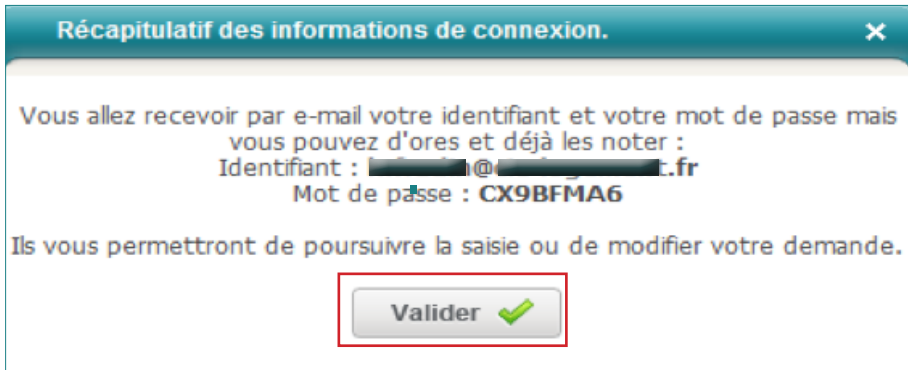 Récapitulatif des informations de connexion.
Vous allez recevoir par e-mail votre identifiant et votre mot de passe mais
vous pouvez d'ores et déjà les noter :
Identifiant : @ .fr
Mot de passe : CX9BFMA6
Ils vous permettront de poursuivre la saisie ou de modifier votre demande.
Valider